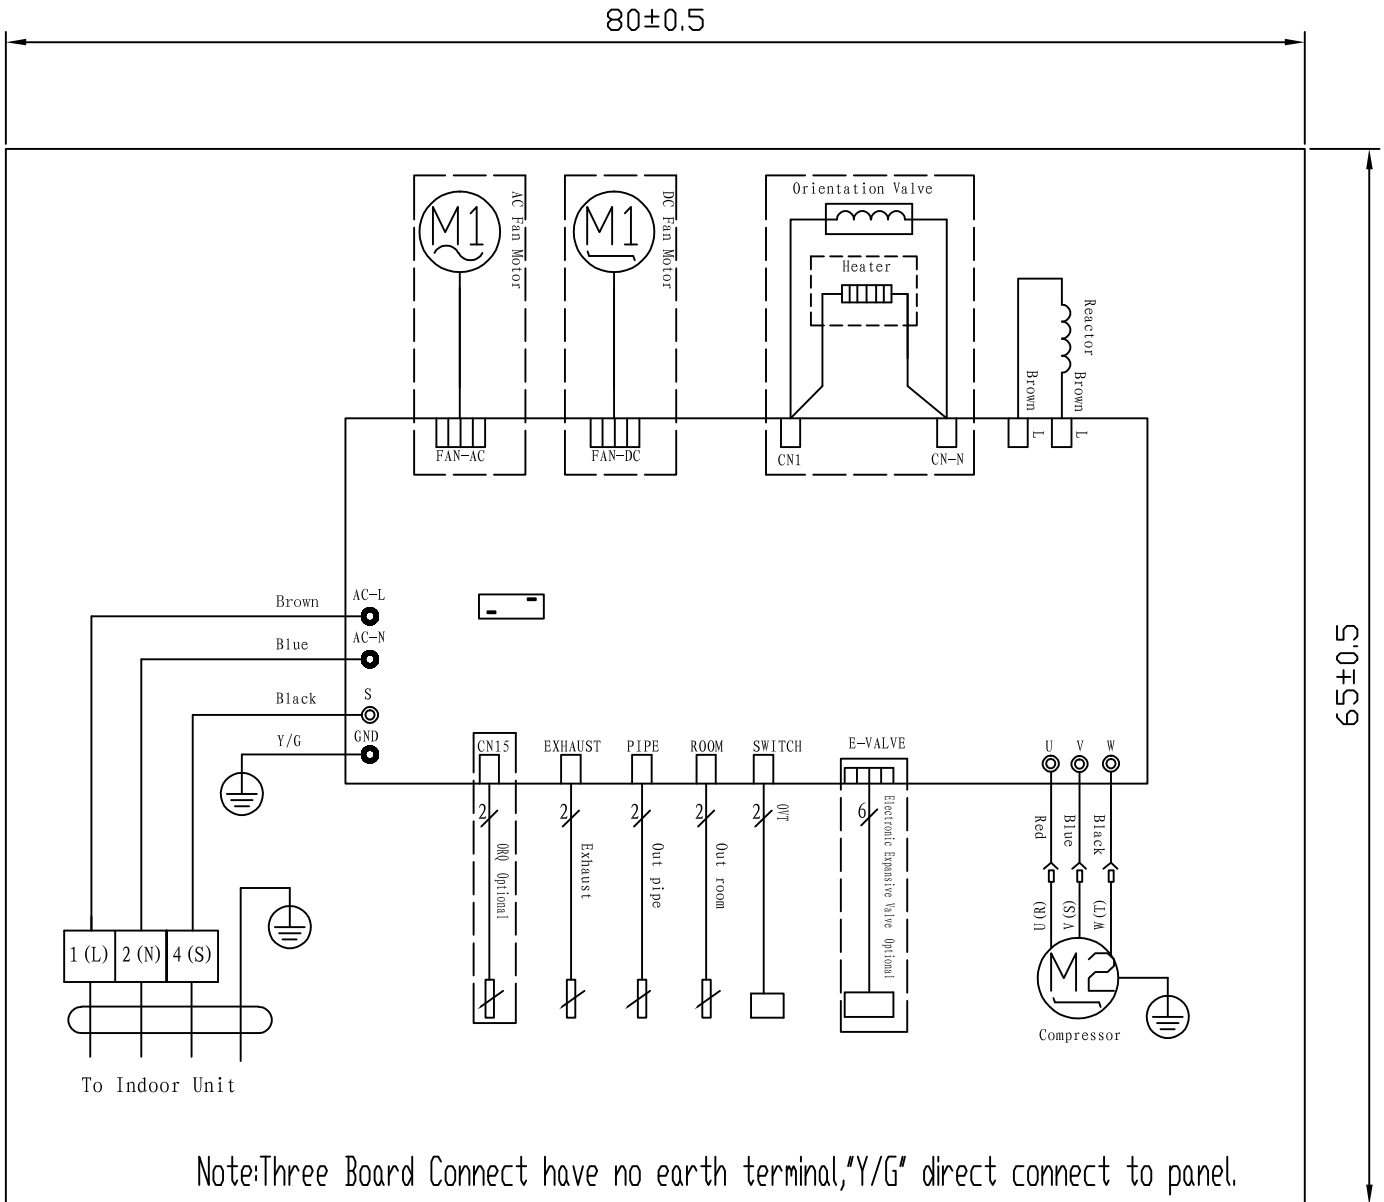 80±0.5
65±0.5
M1
AC Fan Motor
FAN-AC
M1
DC Fan Motor
FAN-DC
Orientation Valve
Heater
CN1
CN-N
Reactor
Brown
L
Brown
L
Brown
AC-L
Blue
AC-N
Black
S
Y/G
GND
CN15
EXHAUST
PIPE
ROOM
SWITCH
E-VALVE
U
V
W
2
2
2
2
2
6
ORQ Optional
Exhaust
Out pipe
Out room
OVT
Electronic Expansive Valve Optional
Red
Blue
Black
U(R)
V(S)
W(T)
M2
Compressor
1(L)
2(N)
4(S)
To Indoor Unit
Note:Three Board Connect have no earth terminal,"Y/G" direct connect to panel.